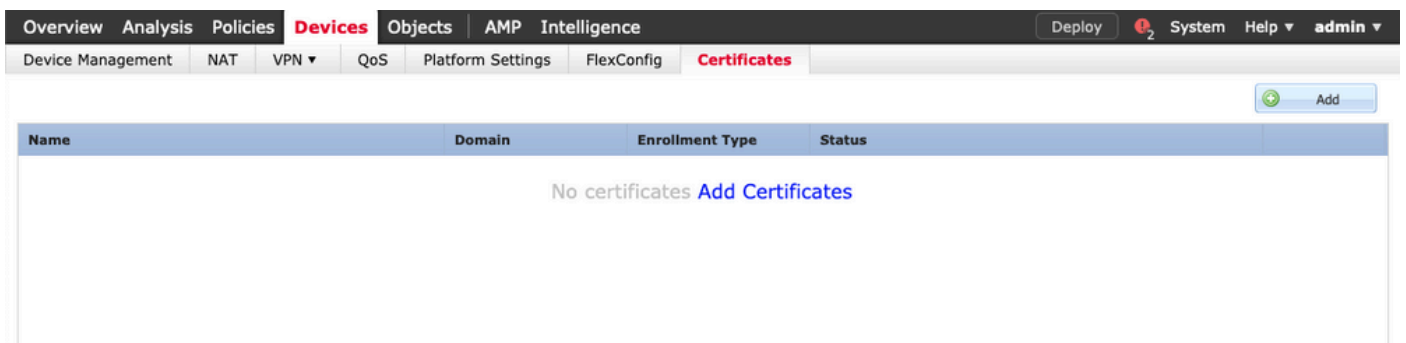 Overview Analysis Policies Devices Objects AMP Intelligence Deploy 2 System Help ▾ admin ▾
Device Management NAT VPN ▾ QoS Platform Settings FlexConfig Certificates
Add
Name Domain Enrollment Type Status
No certificates Add Certificates